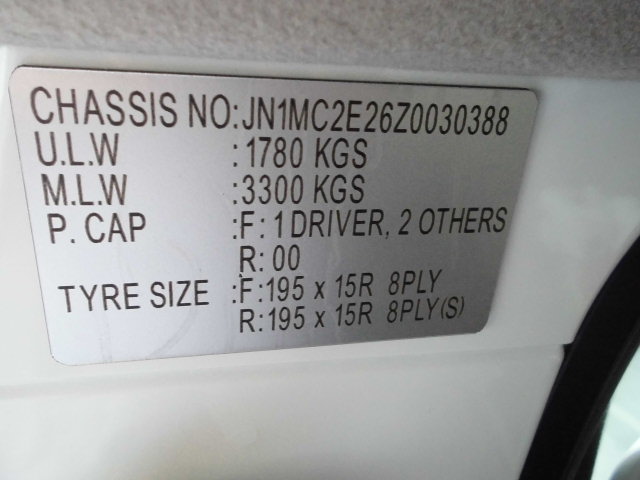 CHASSIS NO:JN1MC2E26Z0030388
U.L.W :1780 KGS
M.L.W :3300 KGS
P. CAP :F: 1 DRIVER, 2 OTHERS
R: 00
TYRE SIZE :F:195 x 15R 8PLY
R:195 x 15R 8PLY(S)